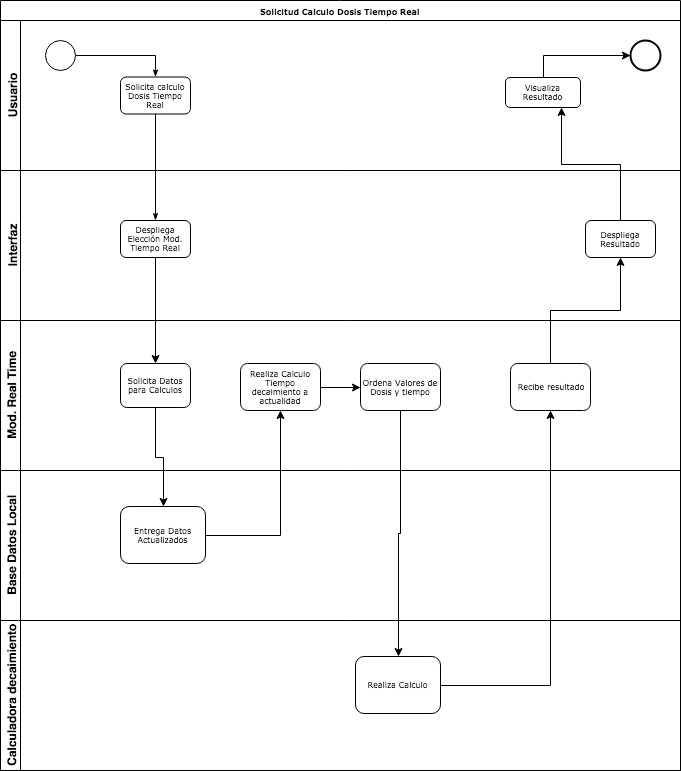 Solicitud Calculo Dosis Tiempo Real
Usuario
Solicita calculo
Dosis Tiempo
Real
Visualiza
Resultado
Interfaz
Despliega
Elección Mod.
Tiempo Real
Despliega
Resultado
Mod. Real Time
Solicita Datos
para Calculos
Realiza Calculo
Tiempo
decaimiento a
actualidad
Ordena Valores de
Dosis y tiempo
Recibe resultado
Base Datos Local
Entrega Datos
Actualizados
Calculadora decaimiento
Realiza Calculo